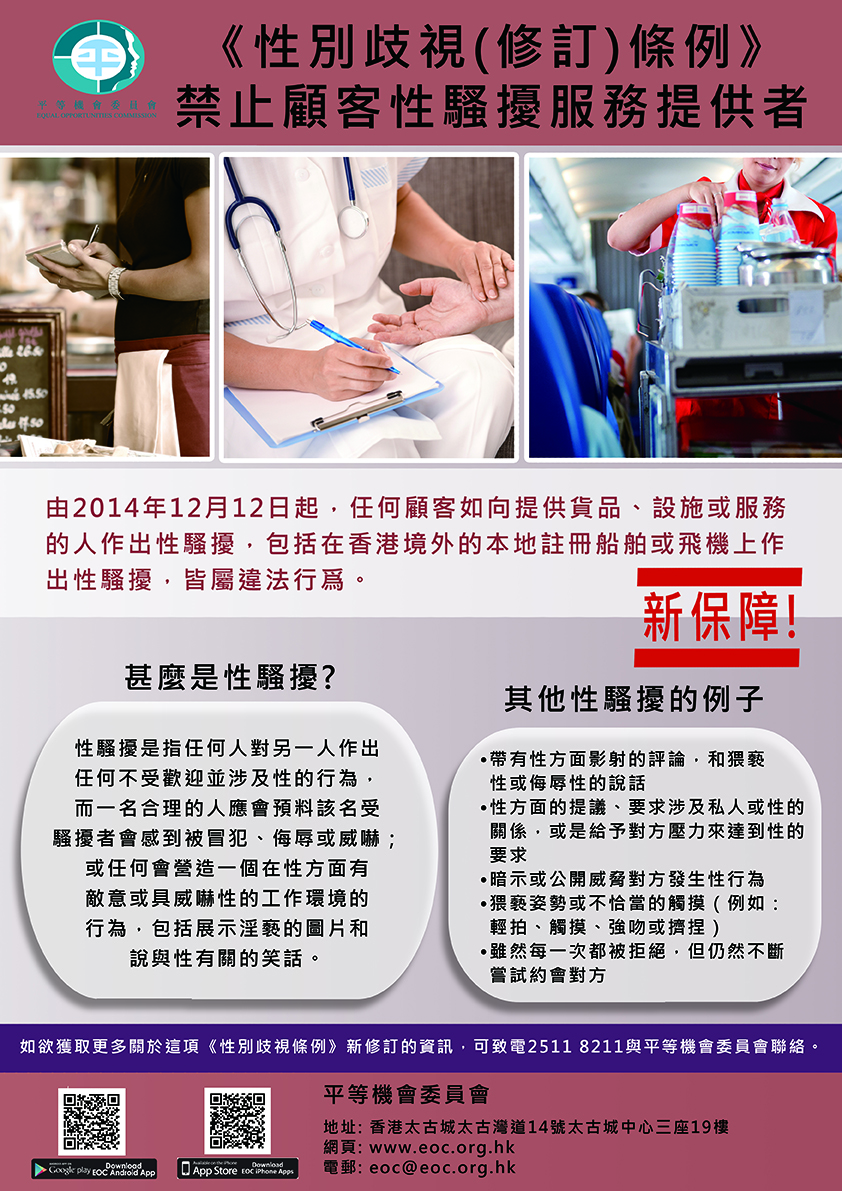 平等機會委員會
EQUAL OPPORTUNITIES COMMISSION
《性別歧視(修訂)條例》
禁止顧客性騷擾服務提供者
由2014年12月12日起，任何顧客如向提供貨品、設施或服務
的人作出性騷擾，包括在香港境外的本地註冊船舶或飛機上作
出性騷擾，皆屬違法行爲。
新保障!
甚麼是性騷擾?
性騷擾是指任何人對另一人作出
任何不受歡迎並涉及性的行為，
而一名合理的人應會預料該名受
騷擾者會感到被冒犯、侮辱或威嚇；
或任何會營造一個在性方面有
敵意或具威嚇性的工作環境的
行為，包括展示淫褻的圖片和
說與性有關的笑話。
其他性騷擾的例子
•帶有性方面影射的評論，和猥褻
性或侮辱性的說話
•性方面的提議、要求涉及私人或性的
關係，或是給予對方壓力來達到性的
要求
•暗示或公開威脅對方發生性行為
•猥褻姿勢或不恰當的觸摸（例如：
輕拍、觸摸、強吻或擠捏）
•雖然每一次都被拒絕，但仍然不斷
嘗試約會對方
如欲獲取更多關於這項《性別歧視條例》新修訂的資訊，可致電2511 8211與平等機會委員會聯絡。
平等機會委員會
地址: 香港太古城太古灣道14號太古城中心三座19樓
網頁: www.eoc.org.hk
電郵: eoc@eoc.org.hk
Google play
Download
EOC Android App
Available on the iPhone
App Store
Download
EOC iPhone Apps